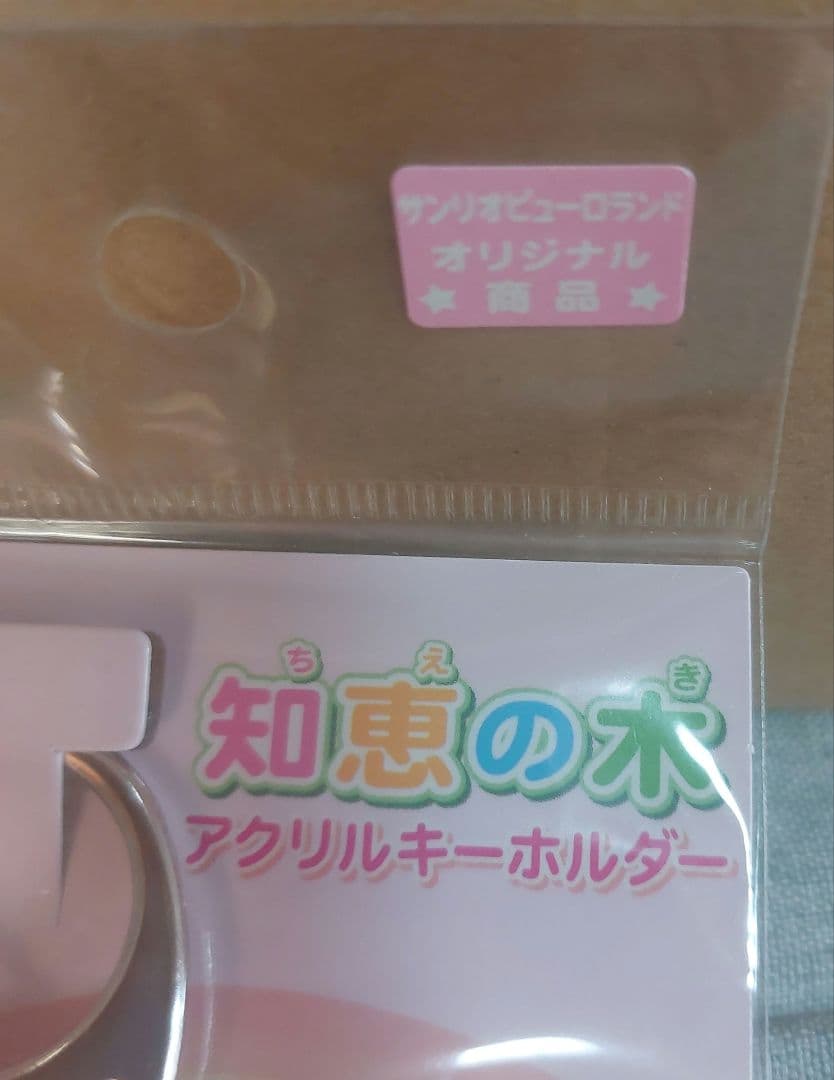 サンリオピューロランド
オリジナル
★ 商品 ★
ち え き
知恵の木
アクリルキーホルダー